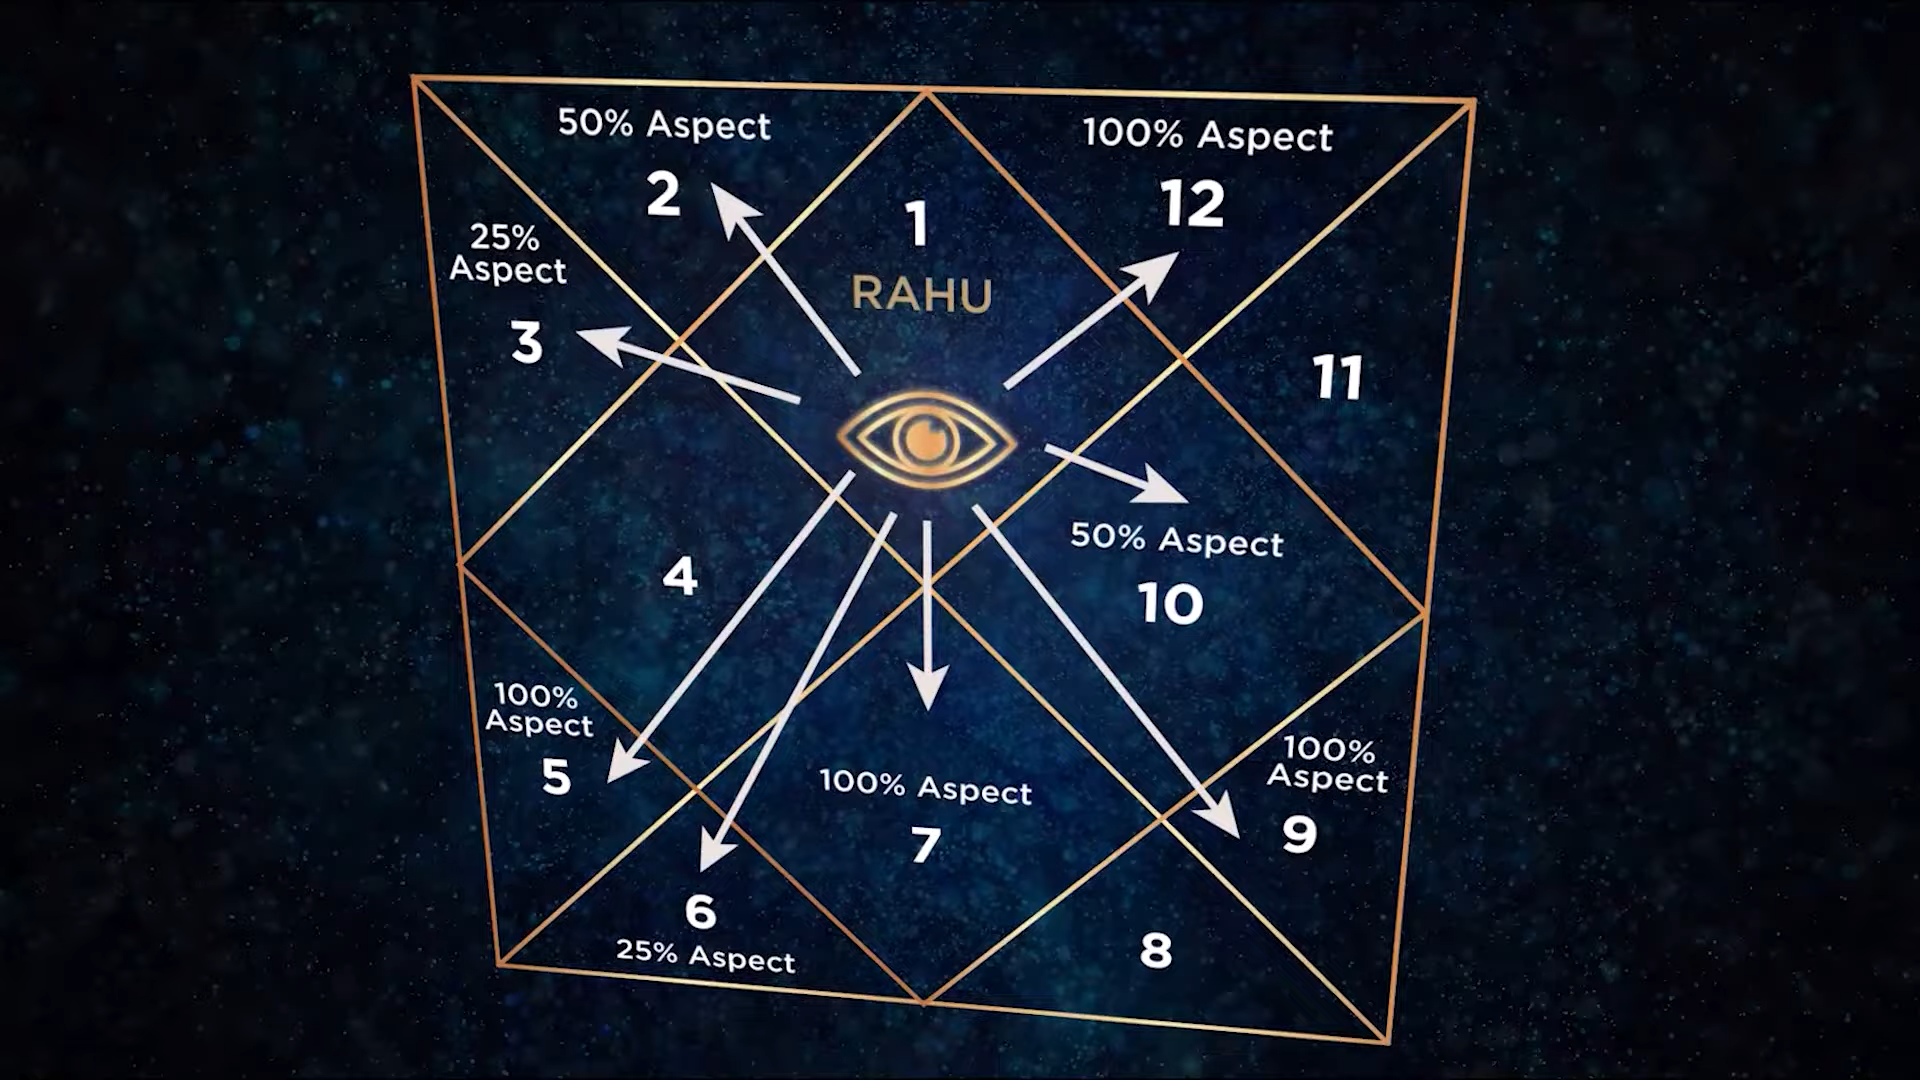 50% Aspect
2
1
RAHU
100% Aspect
12
25%
Aspect
3
11
4
50% Aspect
10
100%
Aspect
5
100% Aspect
7
100%
Aspect
9
6
25% Aspect
8